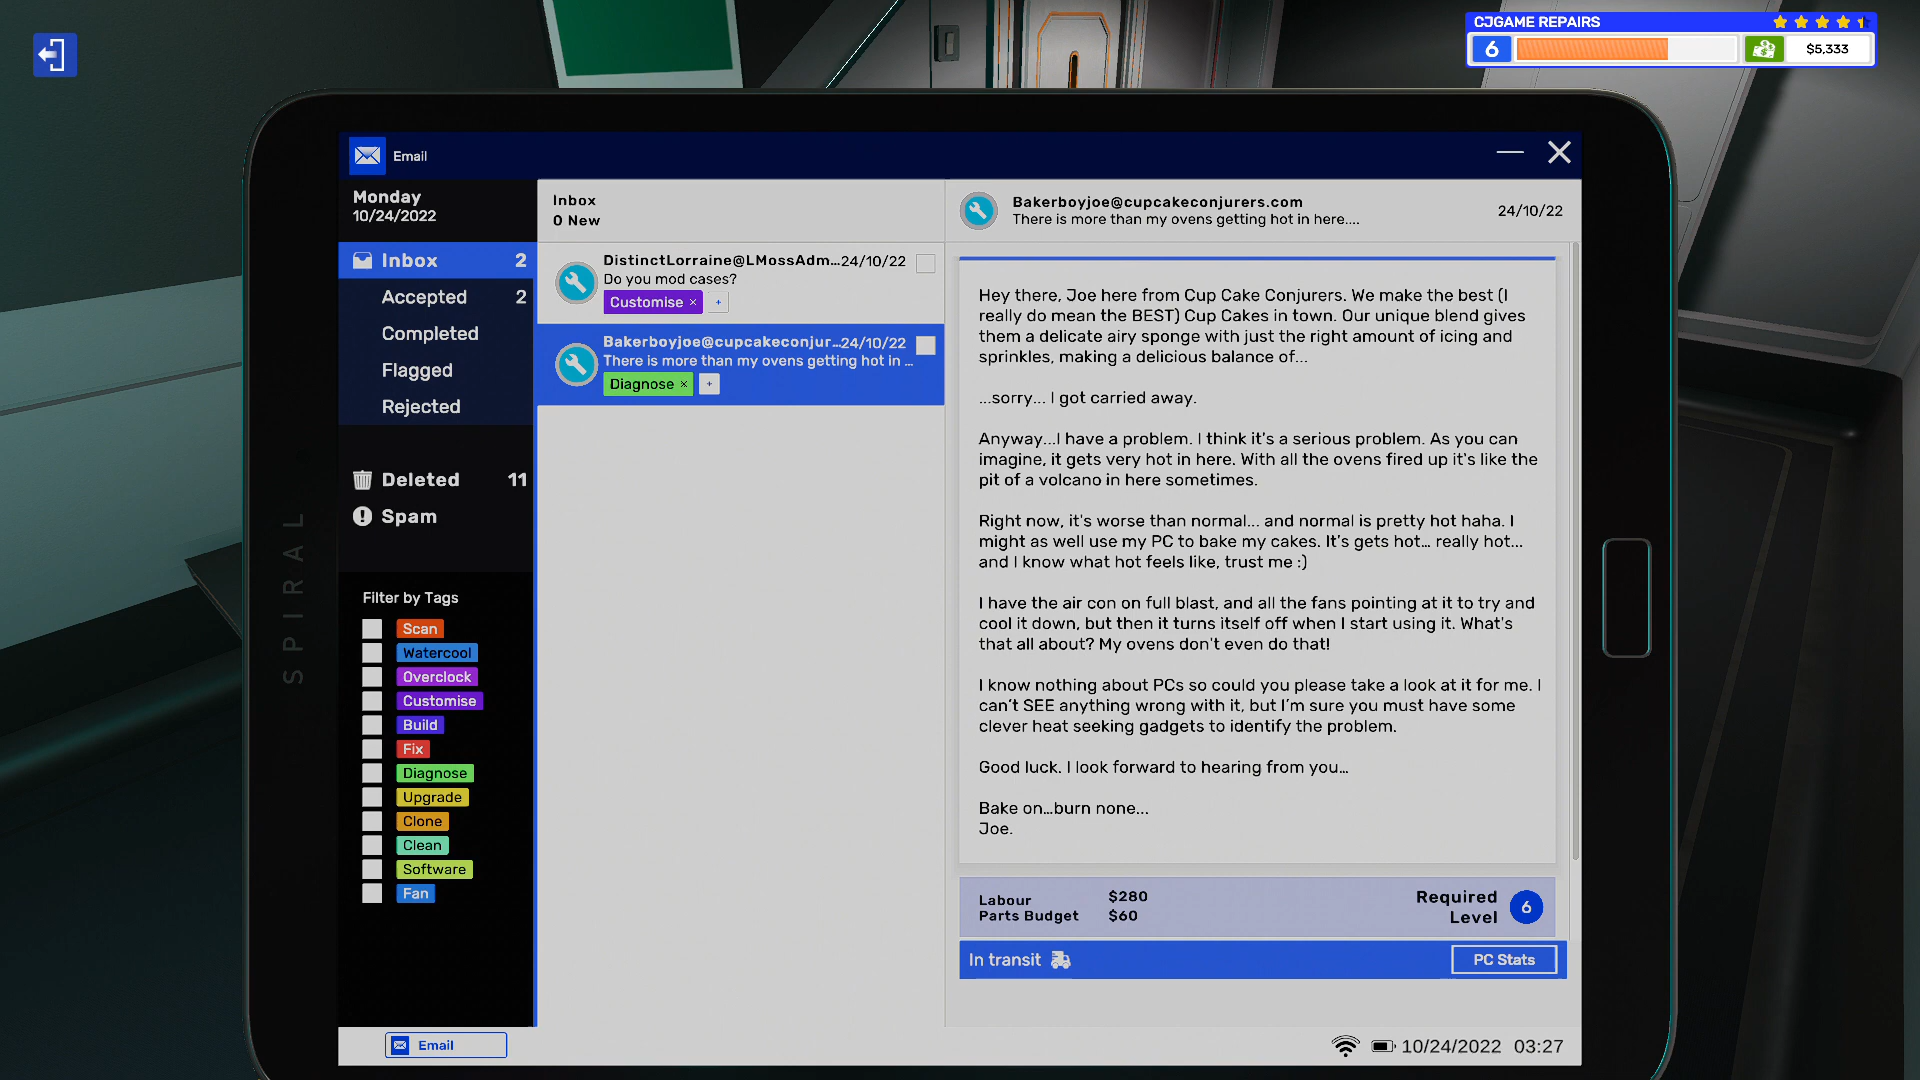 CJGAME REPAIRS
6
$5,333
Email
Monday
10/24/2022
Inbox 2
Accepted 2
Completed
Flagged
Rejected
Deleted 11
Spam
Filter by Tags
Scan
Watercool
Overclock
Customise
Build
Fix
Diagnose
Upgrade
Clone
Clean
Software
Fan
Inbox
0 New
DistinctLorraine@LMossAdm...24/10/22
Do you mod cases?
Customise × +
Bakerboyjoe@cupcakeconjur...24/10/22
There is more than my ovens getting hot in ...
Diagnose × +
Bakerboyjoe@cupcakeconjurers.com
There is more than my ovens getting hot in here....
24/10/22
Hey there, Joe here from Cup Cake Conjurers. We make the best (I
really do mean the BEST) Cup Cakes in town. Our unique blend gives
them a delicate airy sponge with just the right amount of icing and
sprinkles, making a delicious balance of...
...sorry... I got carried away.
Anyway...I have a problem. I think it's a serious problem. As you can
imagine, it gets very hot in here. With all the ovens fired up it's like the
pit of a volcano in here sometimes.
Right now, it's worse than normal... and normal is pretty hot haha. I
might as well use my PC to bake my cakes. It's gets hot... really hot...
and I know what hot feels like, trust me :)
I have the air con on full blast, and all the fans pointing at it to try and
cool it down, but then it turns itself off when I start using it. What's
that all about? My ovens don't even do that!
I know nothing about PCs so could you please take a look at it for me. I
can't SEE anything wrong with it, but I'm sure you must have some
clever heat seeking gadgets to identify the problem.
Good luck. I look forward to hearing from you...
Bake on...burn none...
Joe.
Labour $280
Parts Budget $60
Required
Level
6
In transit
PC Stats
SPIRAL
Email
10/24/2022 03:27